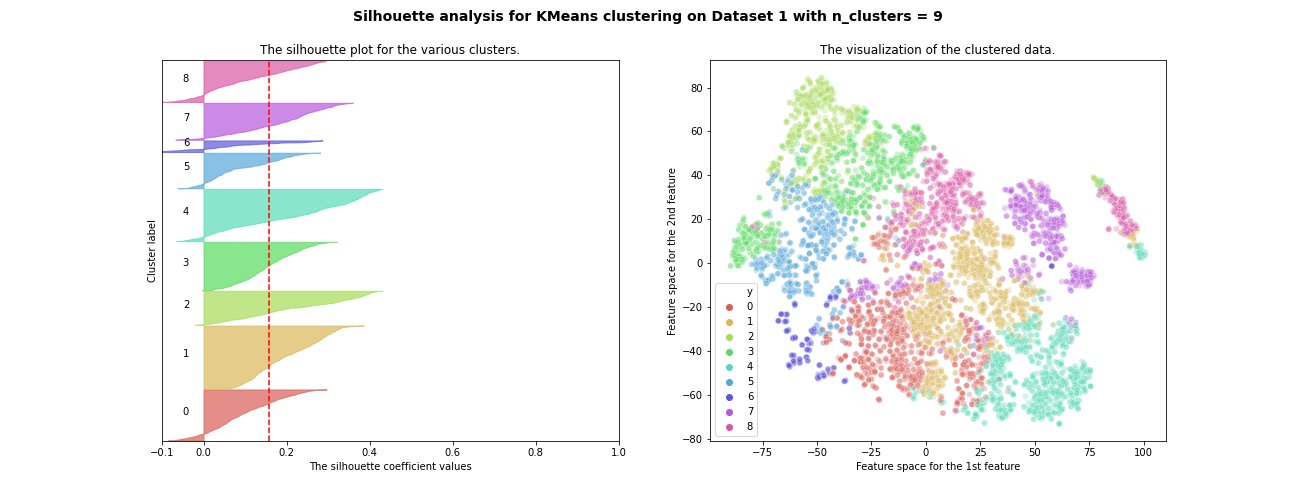 Silhouette analysis for KMeans clustering on Dataset 1 with n_clusters = 9
The silhouette plot for the various clusters.
8
7
6
5
4
3
2
1
0
Cluster label
−0.1 0.0 0.2 0.4 0.6 0.8 1.0
The silhouette coefficient values
The visualization of the clustered data.
80
60
40
20
0
−20
−40
−60
−80
Feature space for the 2nd feature
y
0
1
2
3
4
5
6
7
8
−75 −50 −25 0 25 50 75 100
Feature space for the 1st feature